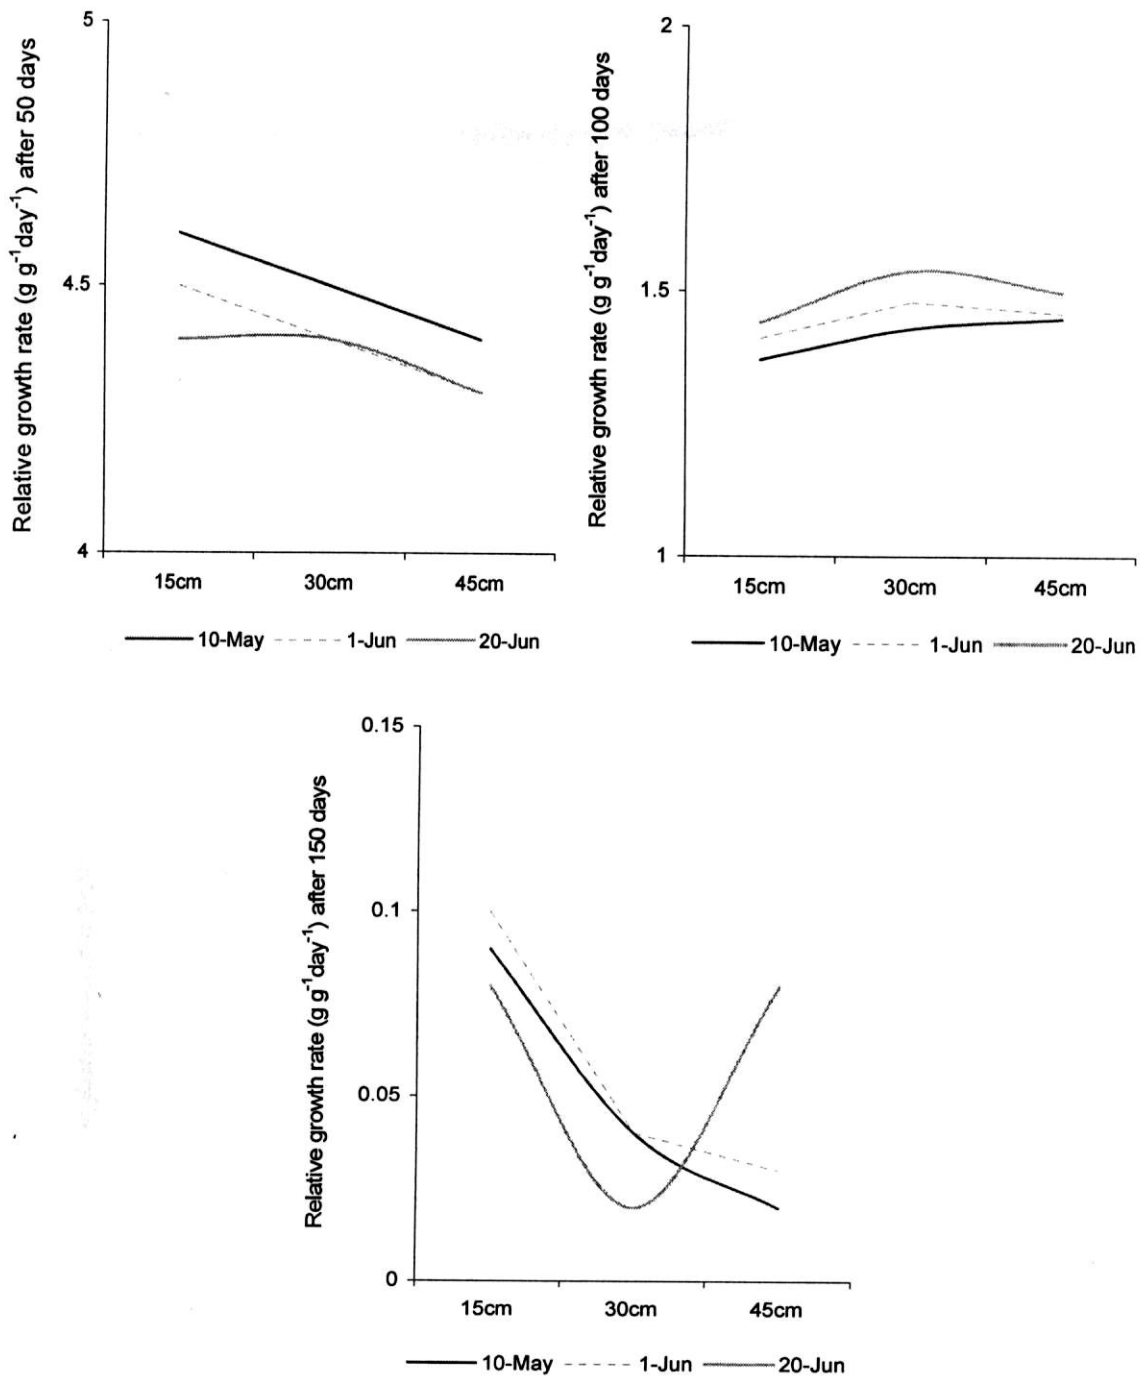 Relative growth rate (g g⁻¹day⁻¹) after 50 days
5
4.5
4
15cm 30cm 45cm
10-May 1-Jun 20-Jun
Relative growth rate (g g⁻¹day⁻¹) after 100 days
2
1.5
1
15cm 30cm 45cm
10-May 1-Jun 20-Jun
Relative growth rate (g g⁻¹day⁻¹) after 150 days
0.15
0.1
0.05
0
15cm 30cm 45cm
10-May 1-Jun 20-Jun